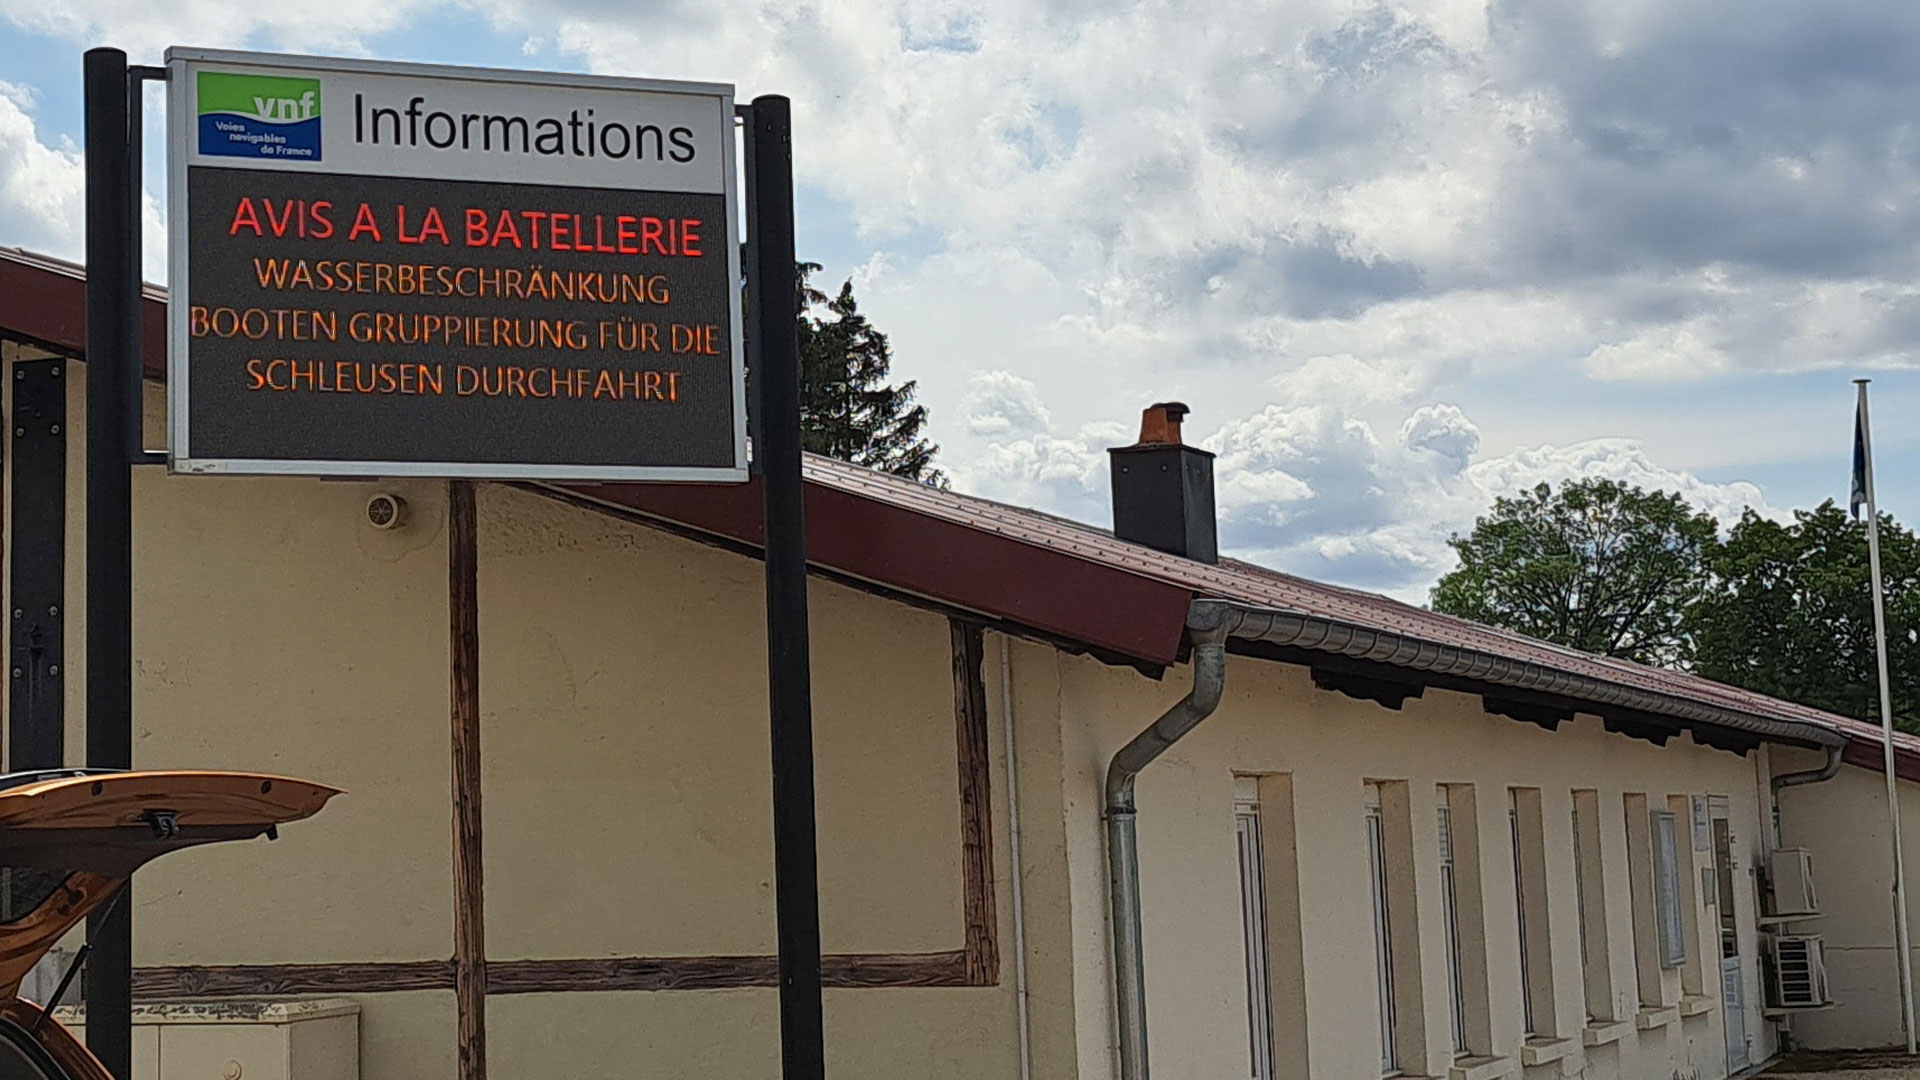 vnf
Voies
navigables
de France
Informations
AVIS A LA BATELLERIE
WASSERBESCHRÄNKUNG
BOOTEN GRUPPIERUNG FÜR DIE
SCHLEUSEN DURCHFAHRT